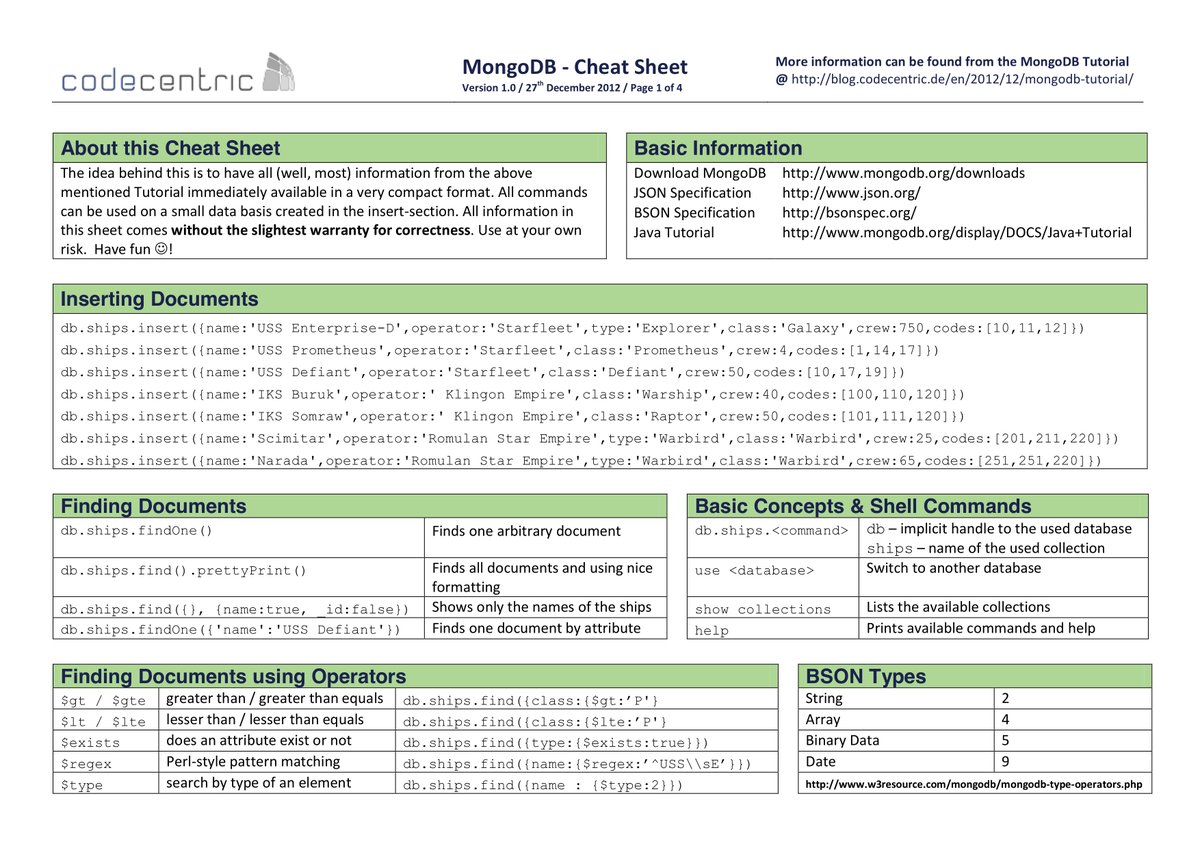 codecentric
MongoDB - Cheat Sheet
Version 1.0 / 27th December 2012 / Page 1 of 4
More information can be found from the MongoDB Tutorial
@ http://blog.codecentric.de/en/2012/12/mongodb-tutorial/
About this Cheat Sheet
The idea behind this is to have all (well, most) information from the above
mentioned Tutorial immediately available in a very compact format. All commands
can be used on a small data basis created in the insert-section. All information in
this sheet comes without the slightest warranty for correctness. Use at your own
risk.  Have fun ☺!
Basic Information
Download MongoDB http://www.mongodb.org/downloads
JSON Specification http://www.json.org/
BSON Specification http://bsonspec.org/
Java Tutorial http://www.mongodb.org/display/DOCS/Java+Tutorial
Inserting Documents
db.ships.insert({name:'USS Enterprise-D',operator:'Starfleet',type:'Explorer',class:'Galaxy',crew:750,codes:[10,11,12]})
db.ships.insert({name:'USS Prometheus',operator:'Starfleet',class:'Prometheus',crew:4,codes:[1,14,17]})
db.ships.insert({name:'USS Defiant',operator:'Starfleet',class:'Defiant',crew:50,codes:[10,17,19]})
db.ships.insert({name:'IKS Buruk',operator:' Klingon Empire',class:'Warship',crew:40,codes:[100,110,120]})
db.ships.insert({name:'IKS Somraw',operator:' Klingon Empire',class:'Raptor',crew:50,codes:[101,111,120]})
db.ships.insert({name:'Scimitar',operator:'Romulan Star Empire',type:'Warbird',class:'Warbird',crew:25,codes:[201,211,220]})
db.ships.insert({name:'Narada',operator:'Romulan Star Empire',type:'Warbird',class:'Warbird',crew:65,codes:[251,251,220]})
Finding Documents
db.ships.findOne() Finds one arbitrary document
db.ships.find().prettyPrint() Finds all documents and using nice
formatting
db.ships.find({}, {name:true, _id:false}) Shows only the names of the ships
db.ships.findOne({'name':'USS Defiant'}) Finds one document by attribute
Basic Concepts & Shell Commands
db.ships.<command> db – implicit handle to the used database
ships – name of the used collection
use <database> Switch to another database
show collections Lists the available collections
help Prints available commands and help
Finding Documents using Operators
$gt / $gte greater than / greater than equals db.ships.find({class:{$gt:’P'}
$lt / $lte lesser than / lesser than equals db.ships.find({class:{$lte:’P'}
$exists does an attribute exist or not db.ships.find({type:{$exists:true}})
$regex Perl-style pattern matching db.ships.find({name:{$regex:’^USS\\sE’}})
$type search by type of an element db.ships.find({name : {$type:2}})
BSON Types
String 2
Array 4
Binary Data 5
Date 9
http://www.w3resource.com/mongodb/mongodb-type-operators.php